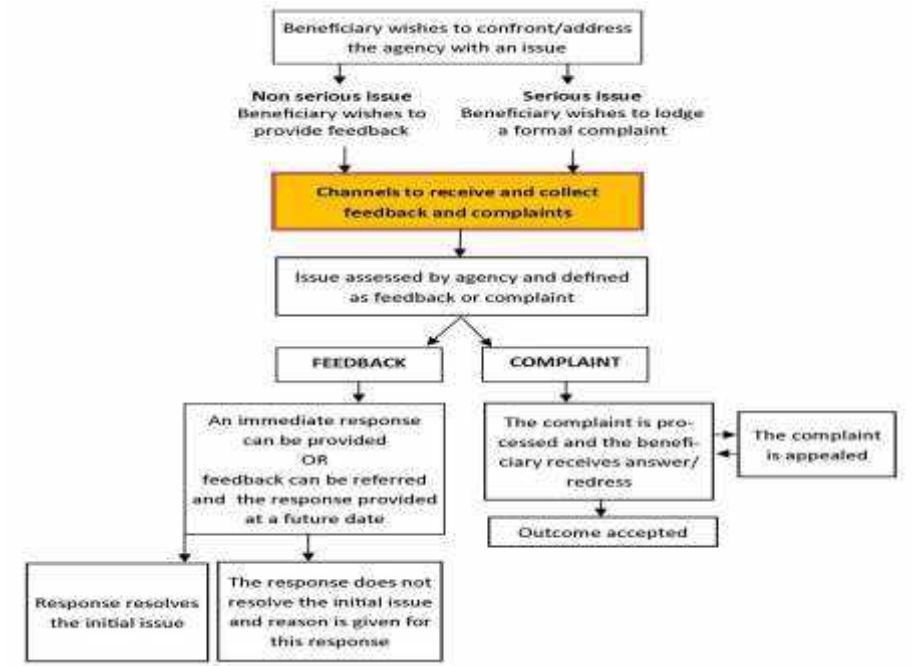 Beneficiary wishes to confront/address
the agency with an issue
Non serious issue
Beneficiary wishes to
provide feedback
Serious issue
Beneficiary wishes to lodge
a formal complaint
Channels to receive and collect
feedback and complaints
Issue assessed by agency and defined
as feedback or complaint
FEEDBACK
COMPLAINT
An immediate response
can be provided
OR
feedback can be referred
and the response provided
at a future date
The complaint is pro-
cessed and the benefi-
ciary receives answer/
redress
The complaint
is appealed
Outcome accepted
Response resolves
the initial issue
The response does not
resolve the initial issue
and reason is given for
this response